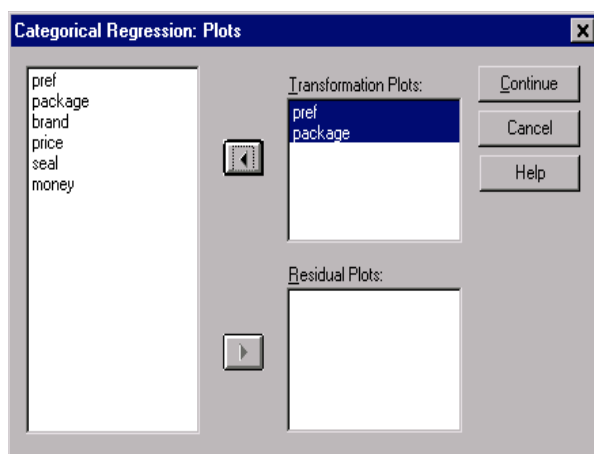 Categorical Regression: Plots
pref
package
brand
price
seal
money
Transformation Plots:
pref
package
Residual Plots:
Continue
Cancel
Help